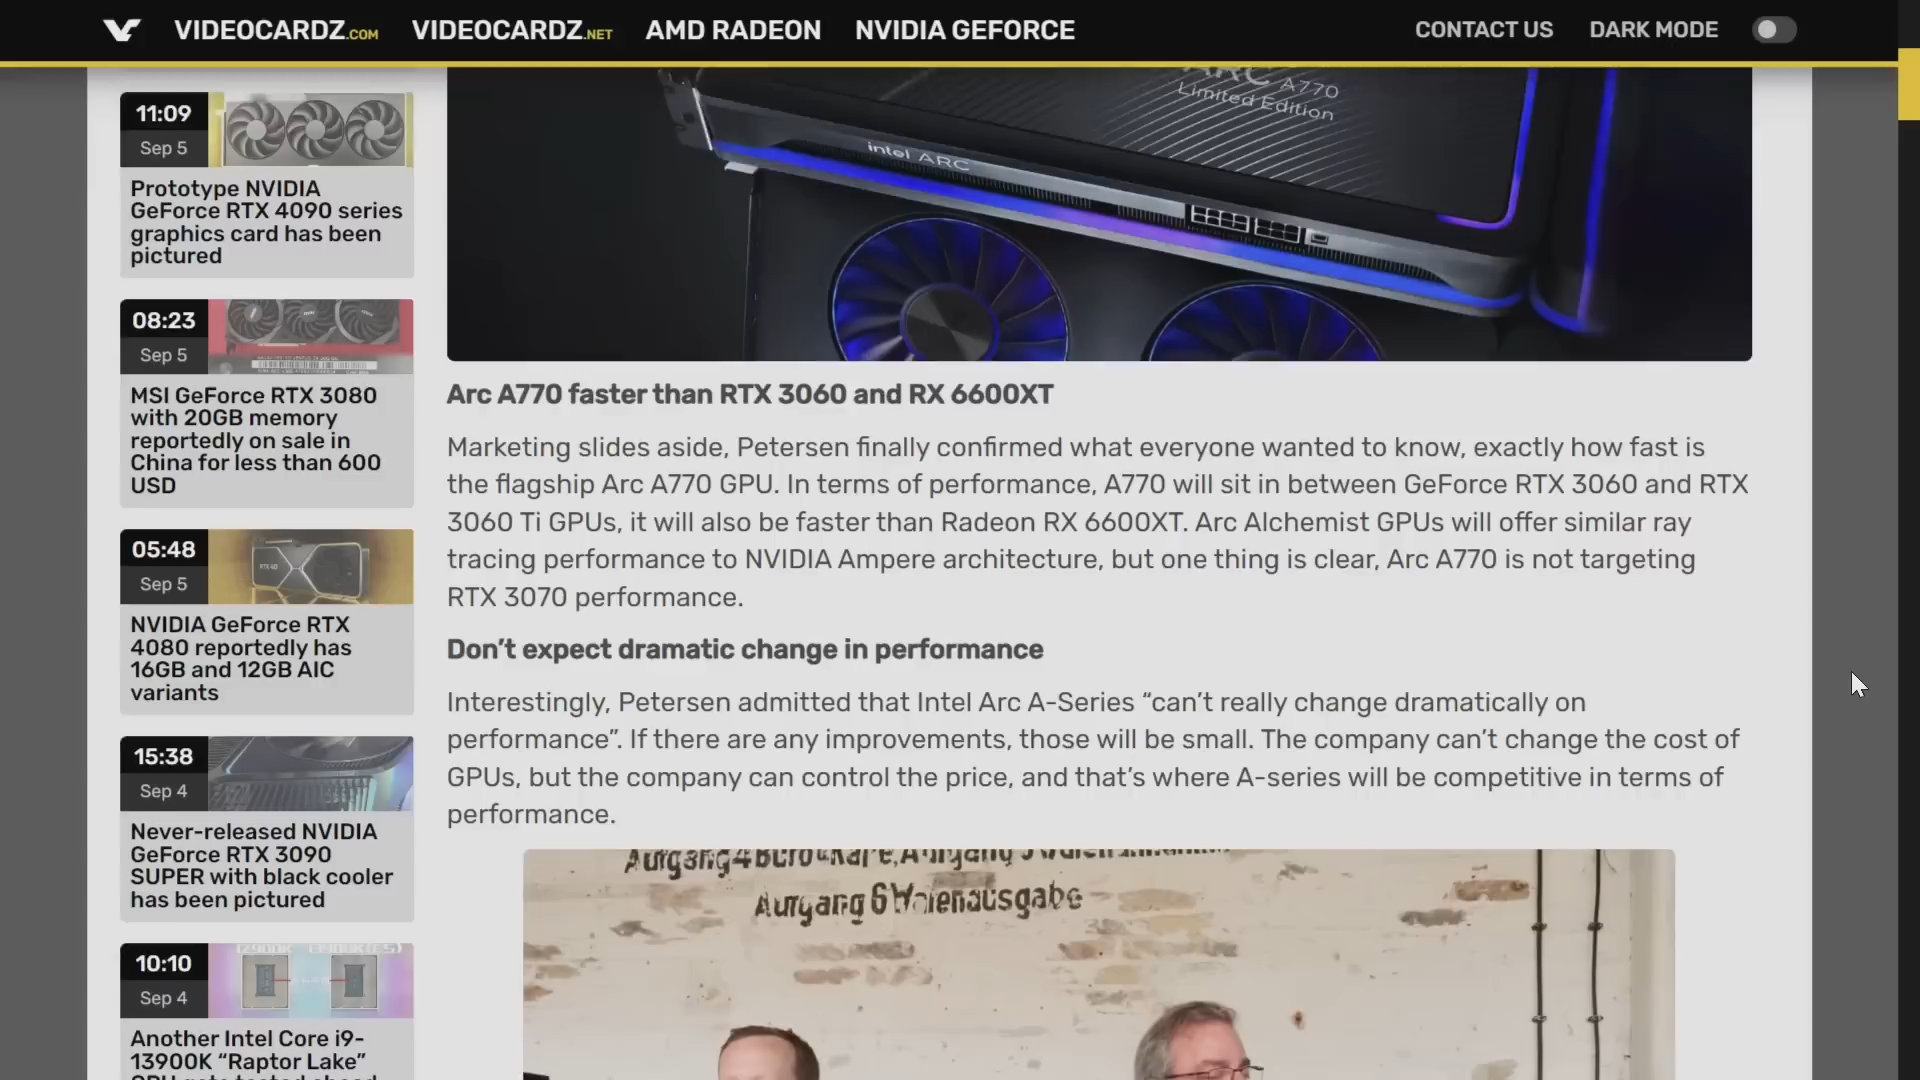 VIDEOCARDZ.COM VIDEOCARDZ.NET AMD RADEON NVIDIA GEFORCE CONTACT US DARK MODE
11:09
Sep 5
Prototype NVIDIA
GeForce RTX 4090 series
graphics card has been
pictured
08:23
Sep 5
MSI GeForce RTX 3080
with 20GB memory
reportedly on sale in
China for less than 600
USD
05:48
Sep 5
NVIDIA GeForce RTX
4080 reportedly has
16GB and 12GB AIC
variants
15:38
Sep 4
Never-released NVIDIA
GeForce RTX 3090
SUPER with black cooler
has been pictured
10:10
Sep 4
Another Intel Core i9-
13900K “Raptor Lake”
ARC A770
Limited Edition
intel ARC
Arc A770 faster than RTX 3060 and RX 6600XT
Marketing slides aside, Petersen finally confirmed what everyone wanted to know, exactly how fast is
the flagship Arc A770 GPU. In terms of performance, A770 will sit in between GeForce RTX 3060 and RTX
3060 Ti GPUs, it will also be faster than Radeon RX 6600XT. Arc Alchemist GPUs will offer similar ray
tracing performance to NVIDIA Ampere architecture, but one thing is clear, Arc A770 is not targeting
RTX 3070 performance.
Don’t expect dramatic change in performance
Interestingly, Petersen admitted that Intel Arc A-Series “can’t really change dramatically on
performance”. If there are any improvements, those will be small. The company can’t change the cost of
GPUs, but the company can control the price, and that’s where A-series will be competitive in terms of
performance.
Aufgang 6